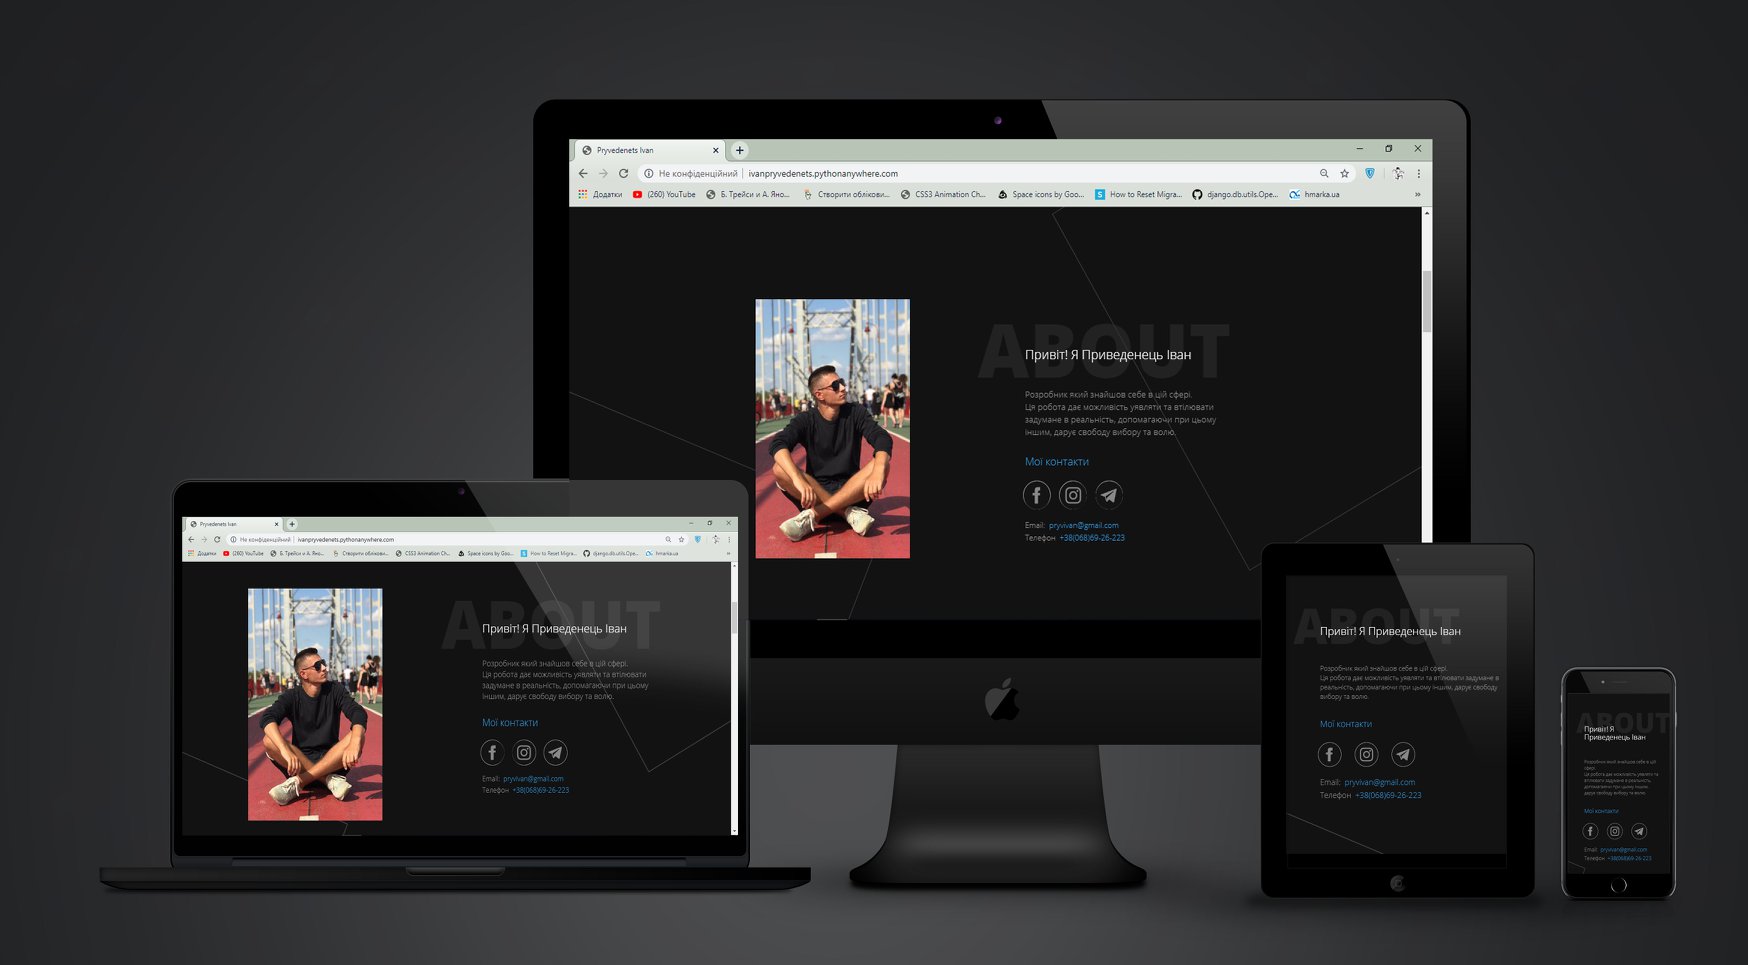 Pryvedenets Ivan
Не конфіденційний ivanpryvedenets.pythonanywhere.com
Додатки (260) YouTube Б. Трейси и А. Яно... Створити облікови... CSS3 Animation Ch... Space icons by Goo... How to Reset Migra... django.db.utils.Ope... hmarka.ua »
ABOUT
Привіт! Я Приведенець Іван
Розробник який знайшов себе в цій сфері.
Ця робота дає можливість уявляти та втілювати
задумане в реальність, допомагаючи при цьому
іншим, дарує свободу вибору та волю.
Мої контакти
Email: pryvivan@gmail.com
Телефон +38(068)69-26-223
Pryvedenets Ivan
Не конфіденційний ivanpryvedenets.pythonanywhere.com
Додатки (260) YouTube Б. Трейси и А. Яно... Створити облікови... CSS3 Animation Ch... Space icons by Goo... How to Reset Migra... django.db.utils.Ope... hmarka.ua »
ABOUT
Привіт! Я Приведенець Іван
Розробник який знайшов себе в цій сфері.
Ця робота дає можливість уявляти та втілювати
задумане в реальність, допомагаючи при цьому
іншим, дарує свободу вибору та волю.
Мої контакти
Email: pryvivan@gmail.com
Телефон +38(068)69-26-223
ABOUT
Привіт! Я Приведенець Іван
Розробник який знайшов себе в цій сфері.
Ця робота дає можливість уявляти та втілювати задумане в
реальність, допомагаючи при цьому іншим, дарує свободу
вибору та волю.
Мої контакти
Email: pryvivan@gmail.com
Телефон +38(068)69-26-223
ABOUT
Привіт! Я
Приведенець Іван
Розробник який знайшов себе в цій
сфері.
Ця робота дає можливість уявляти та
втілювати задумане в реальність,
допомагаючи при цьому іншим,
дарує свободу вибору та волю.
Мої контакти
Email: pryvivan@gmail.com
Телефон +38(068)69-26-223